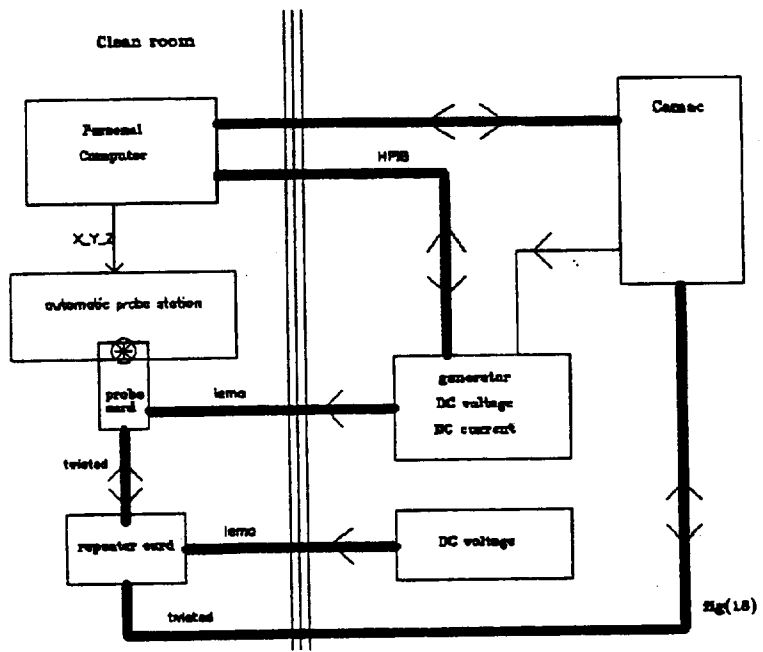 Clean room
Personal
Computer
Camac
HPIB
X_Y_Z
automatic probe station
probe
card
lemo
generator
DC voltage
DC current
twisted
repeater card
lemo
DC voltage
twisted
fig(18)